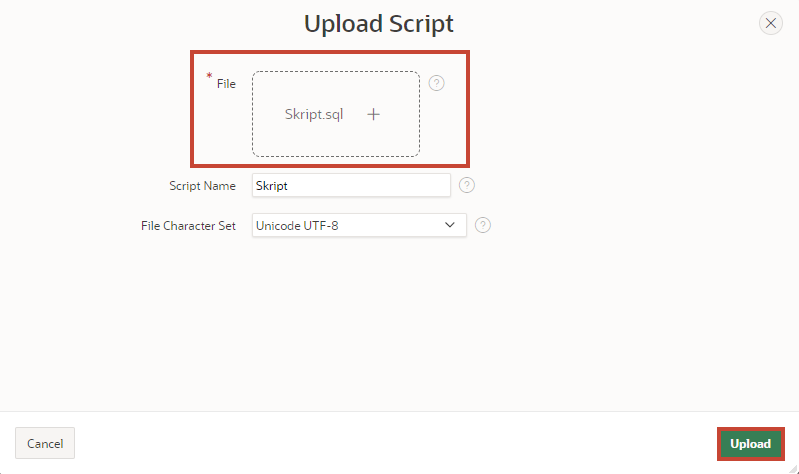 Upload Script
* File
Skript.sql +
?
Script Name Skript ?
File Character Set Unicode UTF-8 ?
Cancel Upload